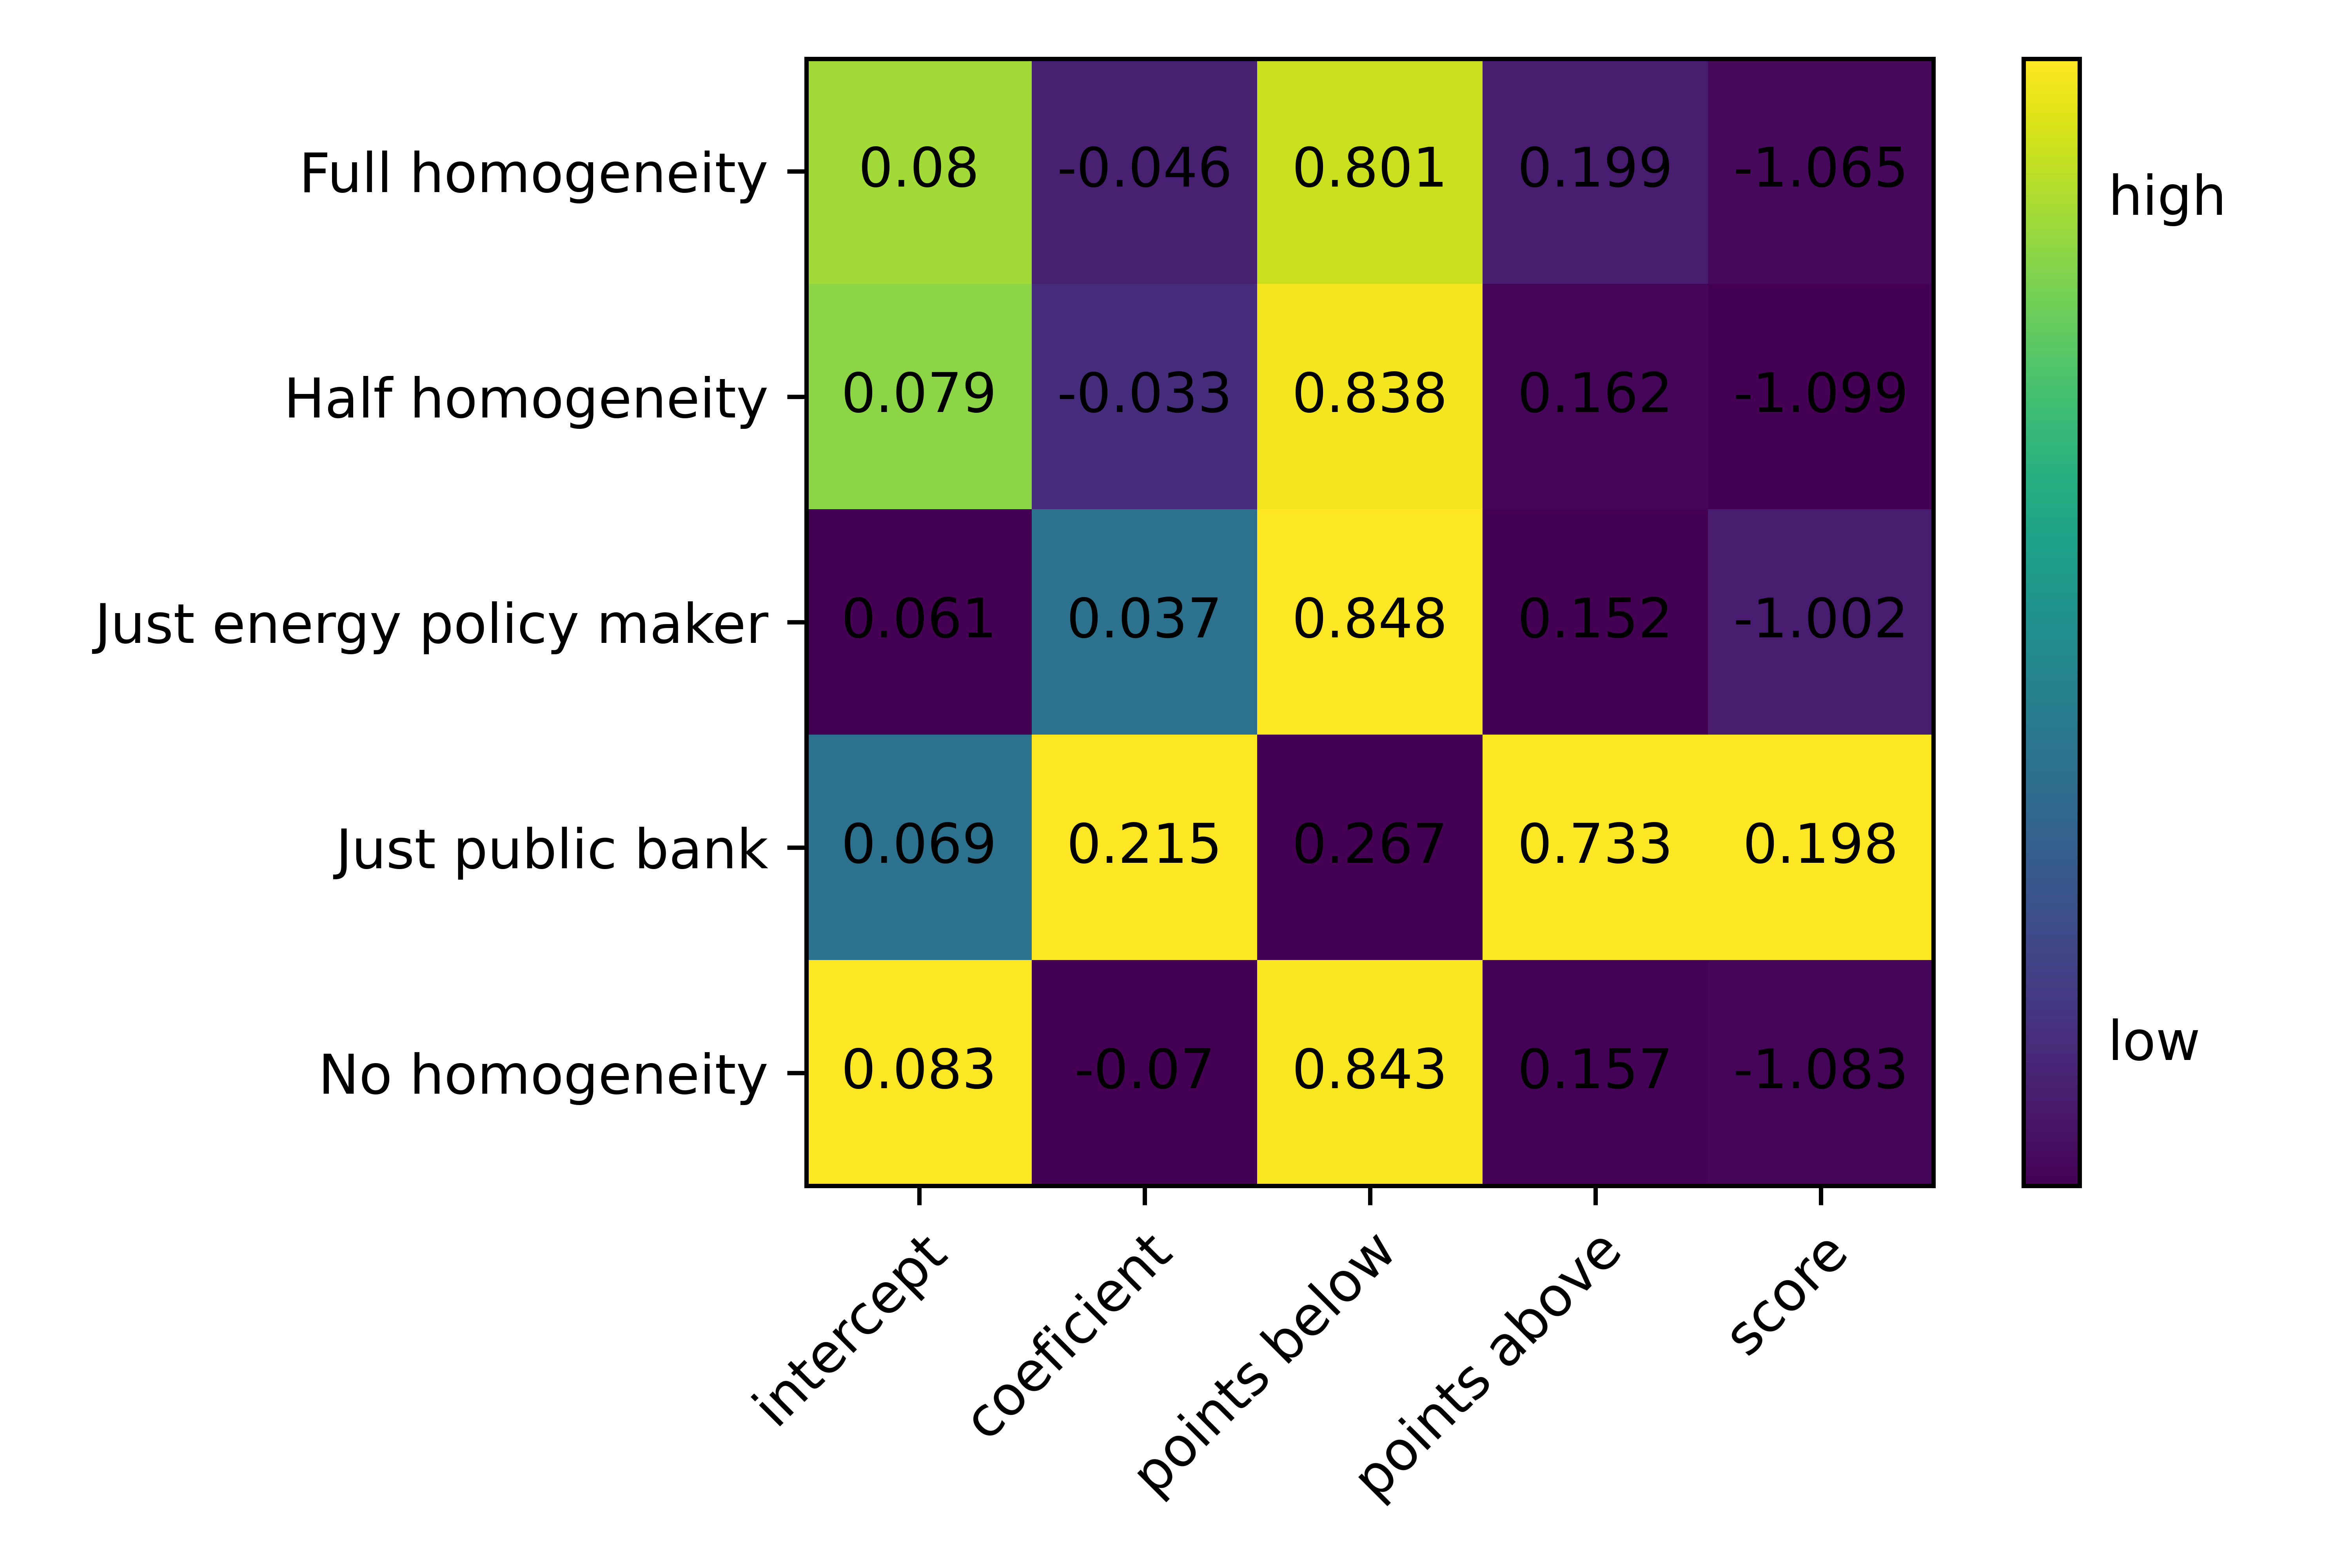 Full homogeneity 0.08 -0.046 0.801 0.199 -1.065
high
Half homogeneity 0.079 -0.033 0.838 0.162 -1.099
Just energy policy maker 0.061 0.037 0.848 0.152 -1.002
Just public bank 0.069 0.215 0.267 0.733 0.198
No homogeneity 0.083 -0.07 0.843 0.157 -1.083
low
intercept
coeficient
points below
points above
score